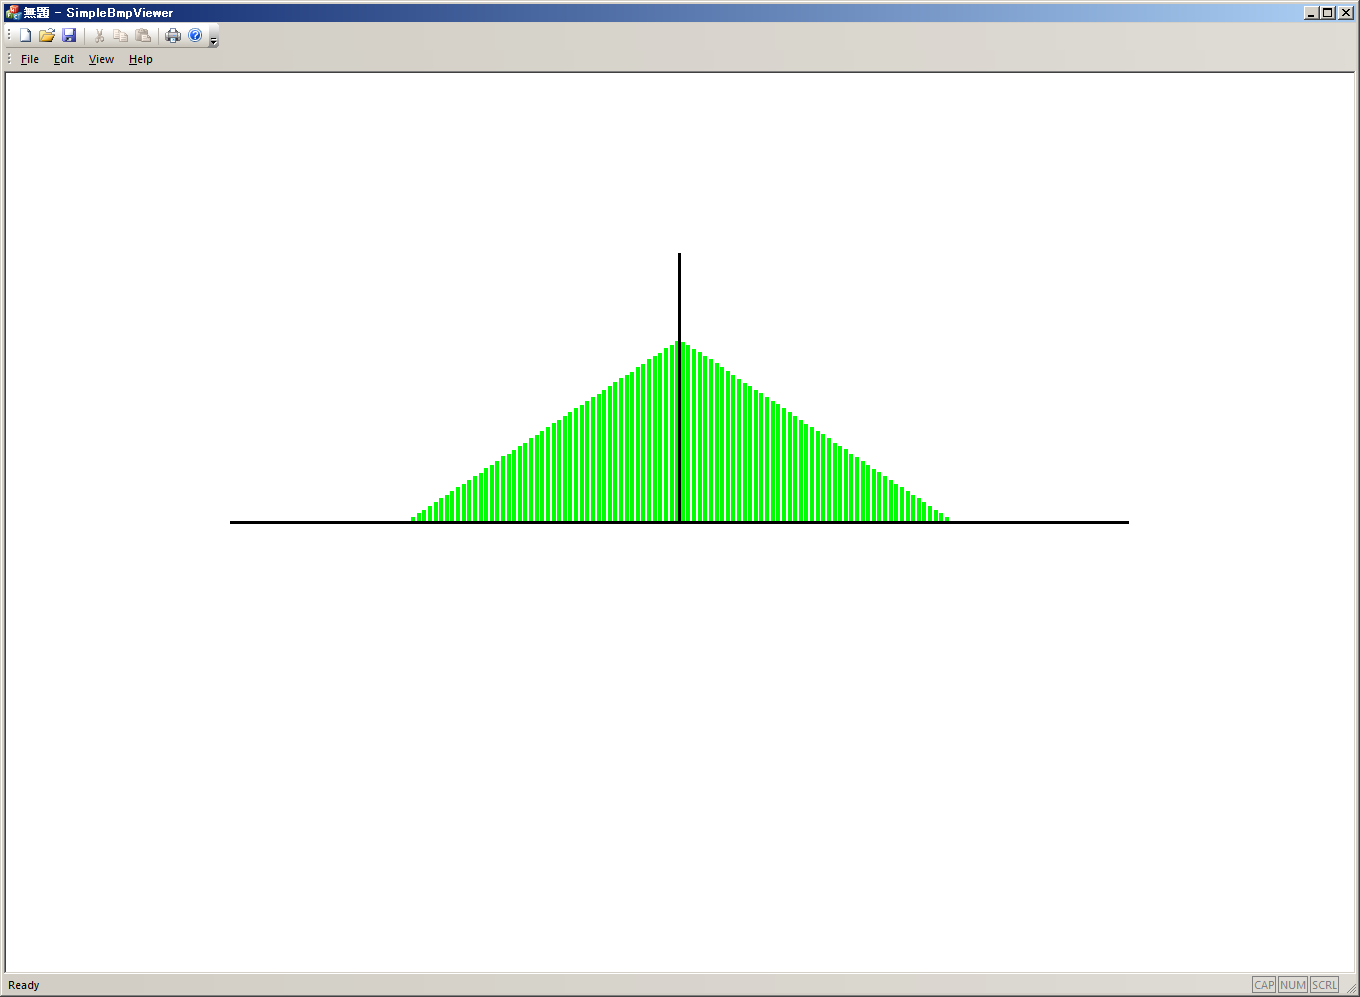 無題 - SimpleBmpViewer
File Edit View Help
Ready
CAP NUM SCRL